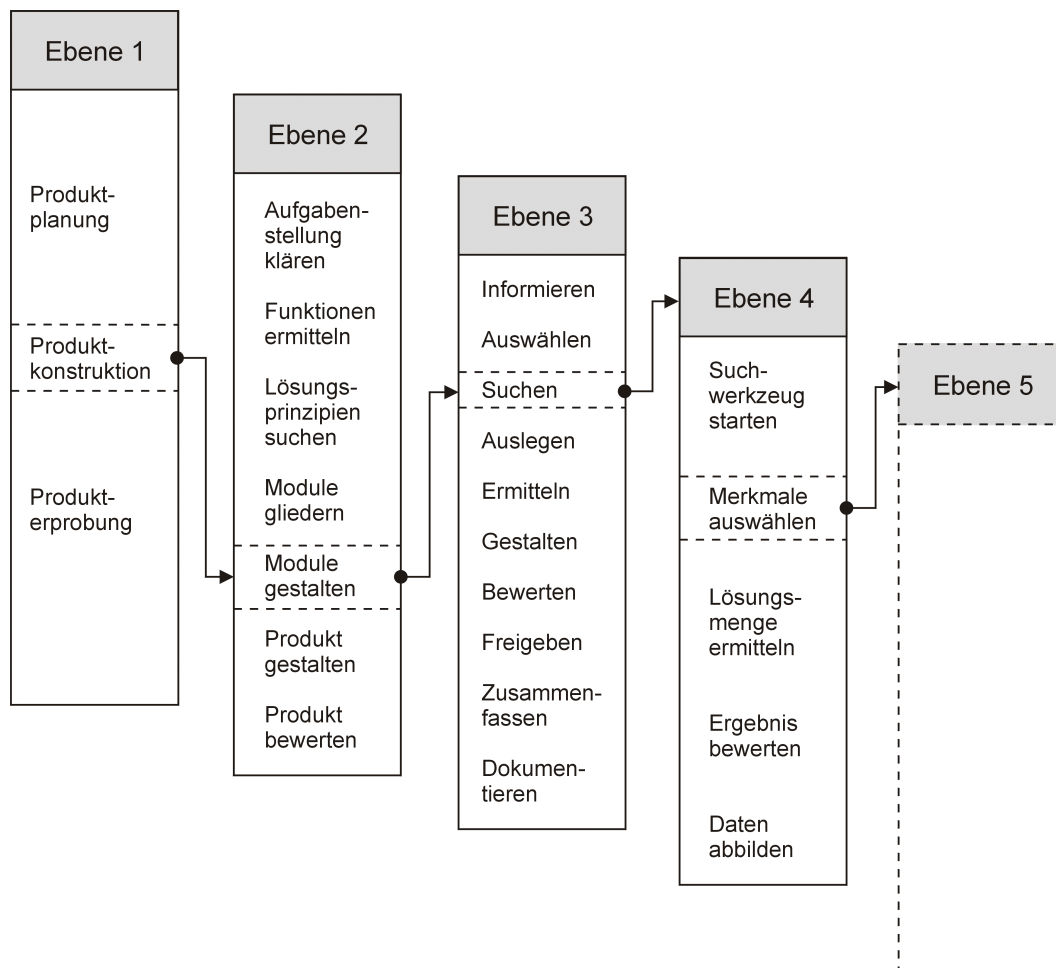 Ebene 1
Produkt-
planung
Produkt-
konstruktion
Produkt-
erprobung
Ebene 2
Aufgaben-
stellung
klären
Funktionen
ermitteln
Lösungs-
prinzipien
suchen
Module
gliedern
Module
gestalten
Produkt
gestalten
Produkt
bewerten
Ebene 3
Informieren
Auswählen
Suchen
Auslegen
Ermitteln
Gestalten
Bewerten
Freigeben
Zusammen-
fassen
Dokumen-
tieren
Ebene 4
Such-
werkzeug
starten
Merkmale
auswählen
Lösungs-
menge
ermitteln
Ergebnis
bewerten
Daten
abbilden
Ebene 5